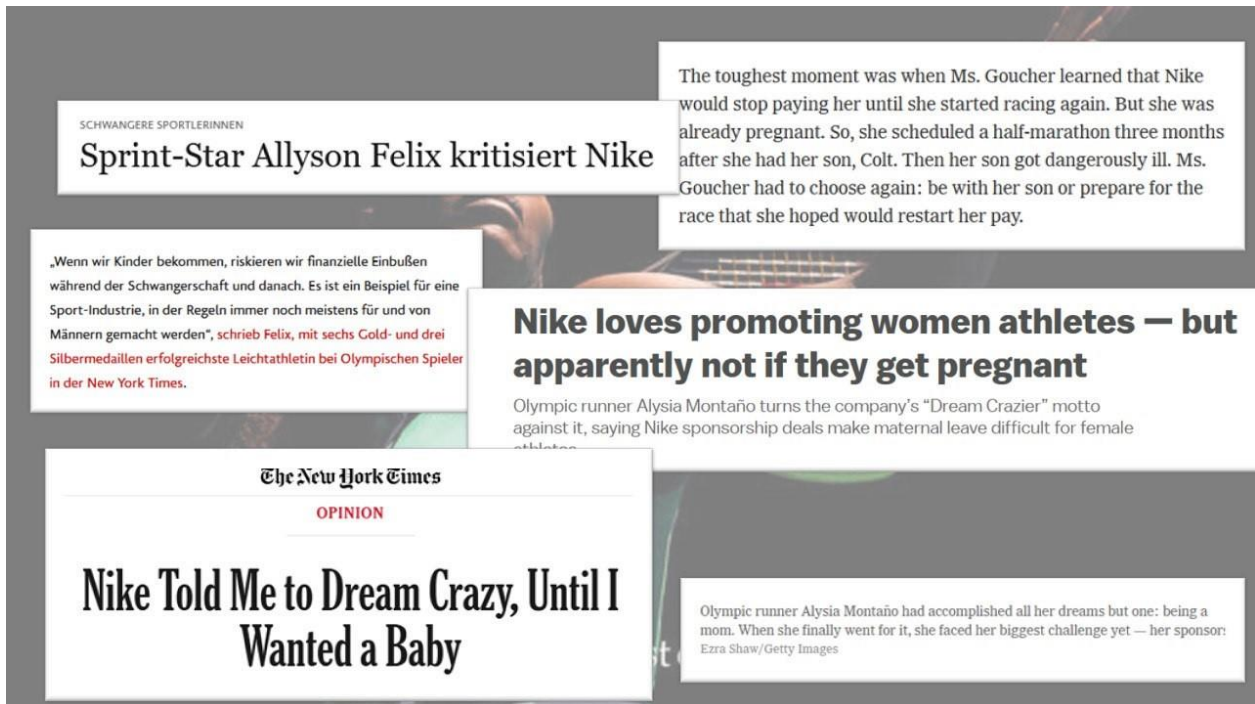 SCHWANGERE SPORTLERINNEN
Sprint-Star Allyson Felix kritisiert Nike
The toughest moment was when Ms. Goucher learned that Nike
would stop paying her until she started racing again. But she was
already pregnant. So, she scheduled a half-marathon three months
after she had her son, Colt. Then her son got dangerously ill. Ms.
Goucher had to choose again: be with her son or prepare for the
race that she hoped would restart her pay.
„Wenn wir Kinder bekommen, riskieren wir finanzielle Einbußen
während der Schwangerschaft und danach. Es ist ein Beispiel für eine
Sport-Industrie, in der Regeln immer noch meistens für und von
Männern gemacht werden“, schrieb Felix, mit sechs Gold- und drei
Silbermedaillen erfolgreichste Leichtathletin bei Olympischen Spieler
in der New York Times.
Nike loves promoting women athletes — but
apparently not if they get pregnant
Olympic runner Alysia Montaño turns the company’s “Dream Crazier” motto
against it, saying Nike sponsorship deals make maternal leave difficult for female
athletes
The New York Times
OPINION
Nike Told Me to Dream Crazy, Until I
Wanted a Baby
Olympic runner Alysia Montaño had accomplished all her dreams but one: being a
mom. When she finally went for it, she faced her biggest challenge yet — her sponsors
Ezra Shaw/Getty Images